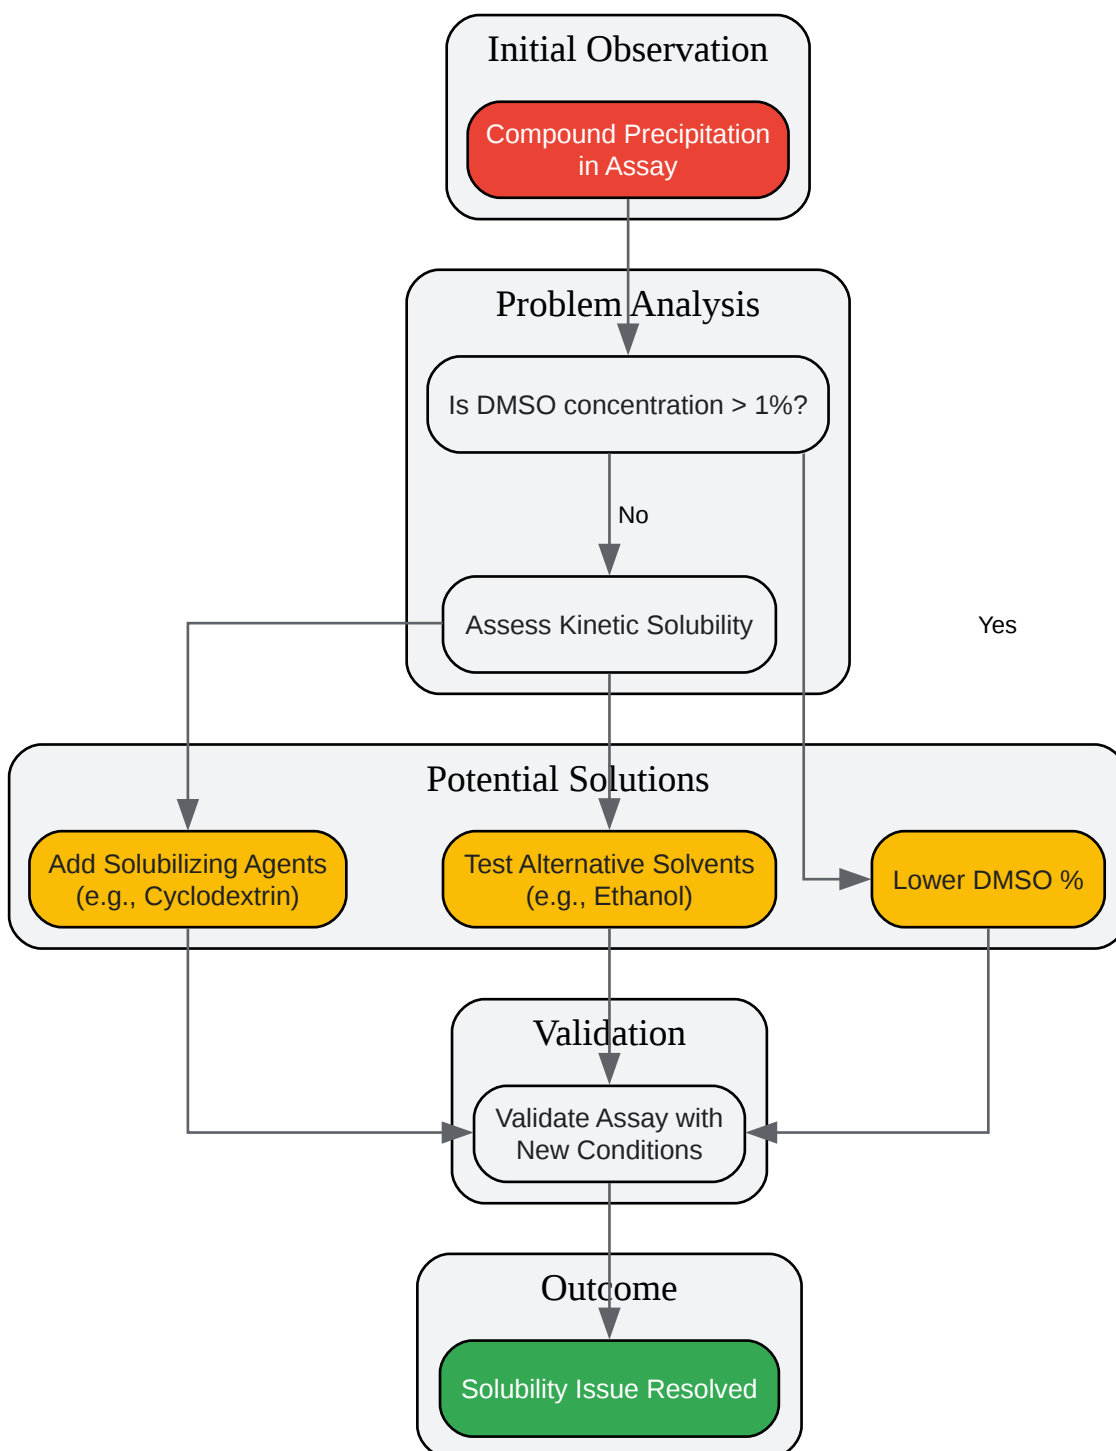 Initial Observation
Compound Precipitation
in Assay
Problem Analysis
Is DMSO concentration > 1%?
No
Assess Kinetic Solubility
Yes
Potential Solutions
Add Solubilizing Agents
(e.g., Cyclodextrin)
Test Alternative Solvents
(e.g., Ethanol)
Lower DMSO %
Validation
Validate Assay with
New Conditions
Outcome
Solubility Issue Resolved